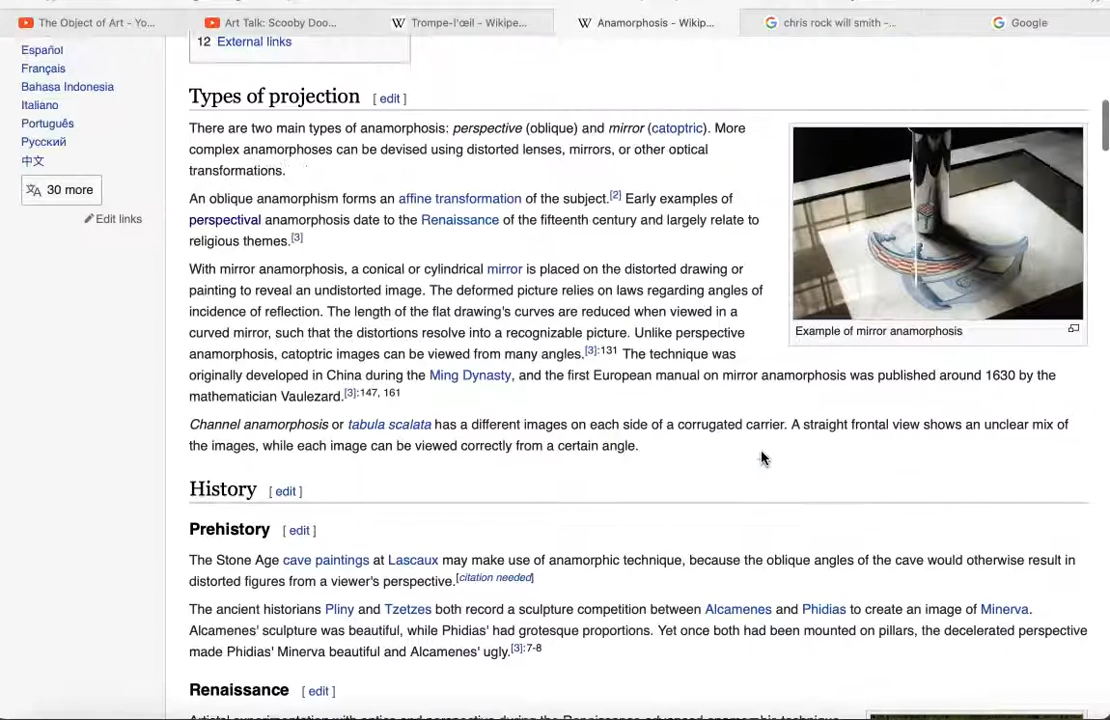 The Object of Art - Yo...
Art Talk: Scooby Doo...
Trompe-l'œil - Wikipe...
Anamorphosis - Wikip...
chris rock will smith -...
Google
Español
Français
Bahasa Indonesia
Italiano
Português
Русский
中文
30 more
Edit links
12 External links
Types of projection [ edit ]
There are two main types of anamorphosis: perspective (oblique) and mirror (catoptric). More
complex anamorphoses can be devised using distorted lenses, mirrors, or other optical
transformations.
An oblique anamorphism forms an affine transformation of the subject.[2] Early examples of
perspectival anamorphosis date to the Renaissance of the fifteenth century and largely relate to
religious themes.[3]
With mirror anamorphosis, a conical or cylindrical mirror is placed on the distorted drawing or
painting to reveal an undistorted image. The deformed picture relies on laws regarding angles of
incidence of reflection. The length of the flat drawing's curves are reduced when viewed in a
curved mirror, such that the distortions resolve into a recognizable picture. Unlike perspective
anamorphosis, catoptric images can be viewed from many angles.[3]:131 The technique was
originally developed in China during the Ming Dynasty, and the first European manual on mirror anamorphosis was published around 1630 by the
mathematician Vaulezard.[3]:147, 161
Example of mirror anamorphosis
Channel anamorphosis or tabula scalata has a different images on each side of a corrugated carrier. A straight frontal view shows an unclear mix of
the images, while each image can be viewed correctly from a certain angle.
History [ edit ]
Prehistory [ edit ]
The Stone Age cave paintings at Lascaux may make use of anamorphic technique, because the oblique angles of the cave would otherwise result in
distorted figures from a viewer's perspective.[citation needed]
The ancient historians Pliny and Tzetzes both record a sculpture competition between Alcamenes and Phidias to create an image of Minerva.
Alcamenes' sculpture was beautiful, while Phidias' had grotesque proportions. Yet once both had been mounted on pillars, the decelerated perspective
made Phidias' Minerva beautiful and Alcamenes' ugly.[3]:7-8
Renaissance [ edit ]